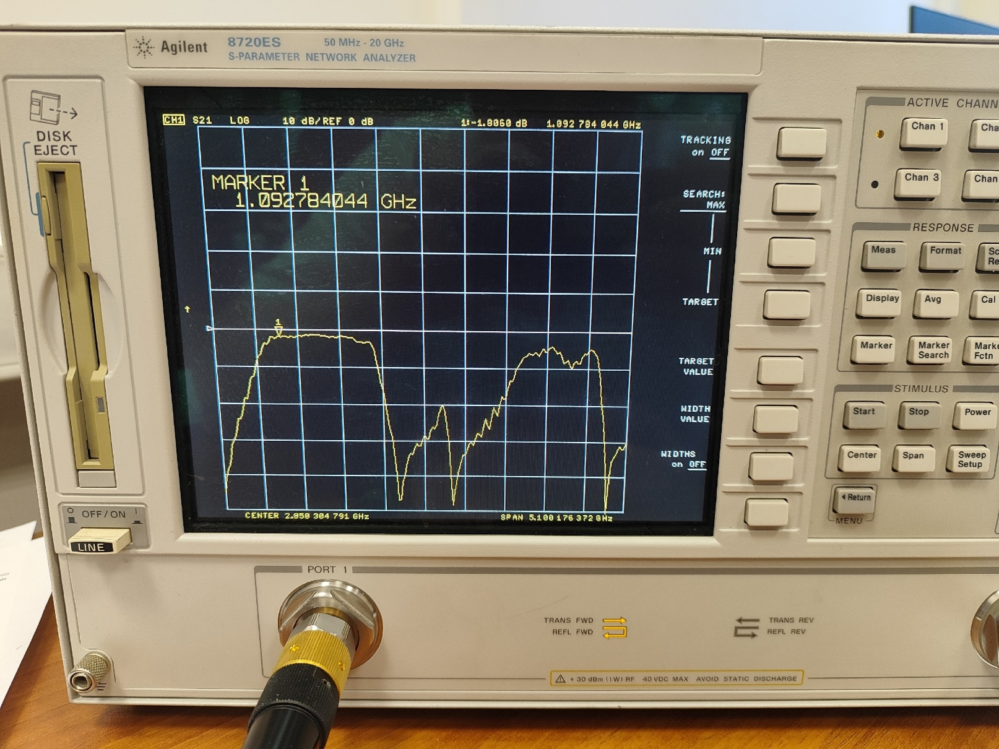 Agilent 8720ES 50 MHz - 20 GHz
S-PARAMETER NETWORK ANALYZER
DISK
EJECT
CH1 S21 LOG 10 dB/REF 0 dB 1:-1.8060 dB 1.092 784 044 GHz
MARKER 1
1.092784044 GHz
1
CENTER 2.850 304 791 GHz SPAN 5.100 176 372 GHz
TRACKING
on OFF
SEARCH:
MAX
MIN
TARGET
TARGET
VALUE
WIDTH
VALUE
WIDTHS
on OFF
ACTIVE CHANN
Chan 1 Cha
Chan 3 Chan
RESPONSE
Meas Format Sc
Re
Display Avg Cal
Marker Marker
Search Marke
Fctn
STIMULUS
Start Stop Power
Center Span Sweep
Setup
Return
MENU
OFF/ON
LINE
PORT 1
TRANS FWD
REFL FWD
TRANS REV
REFL REV
+ 30 dBm (1W) RF 40 VDC MAX AVOID STATIC DISCHARGE